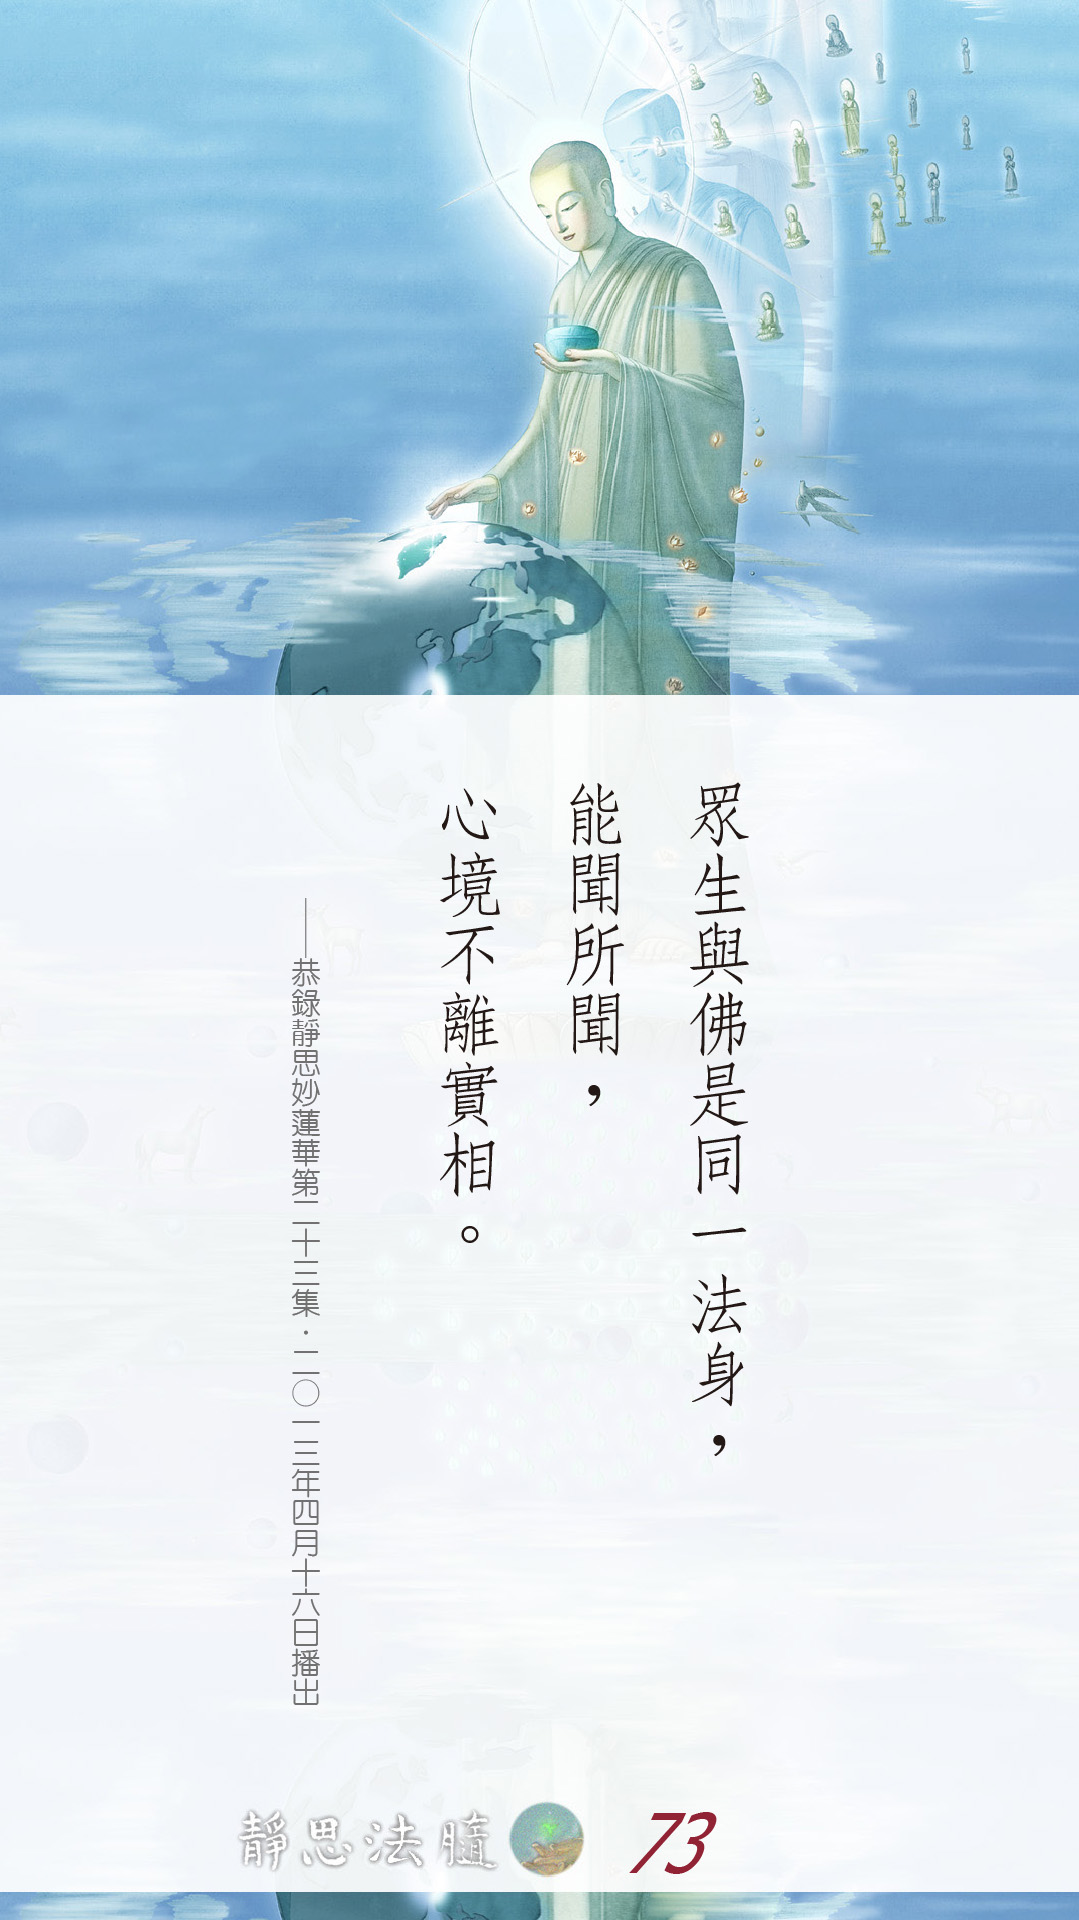 眾生與佛是同一法身，
能聞所聞，
心境不離實相。
——恭錄靜思妙蓮華第二十三集．二〇一三年四月十六日播出
靜思法髓
73